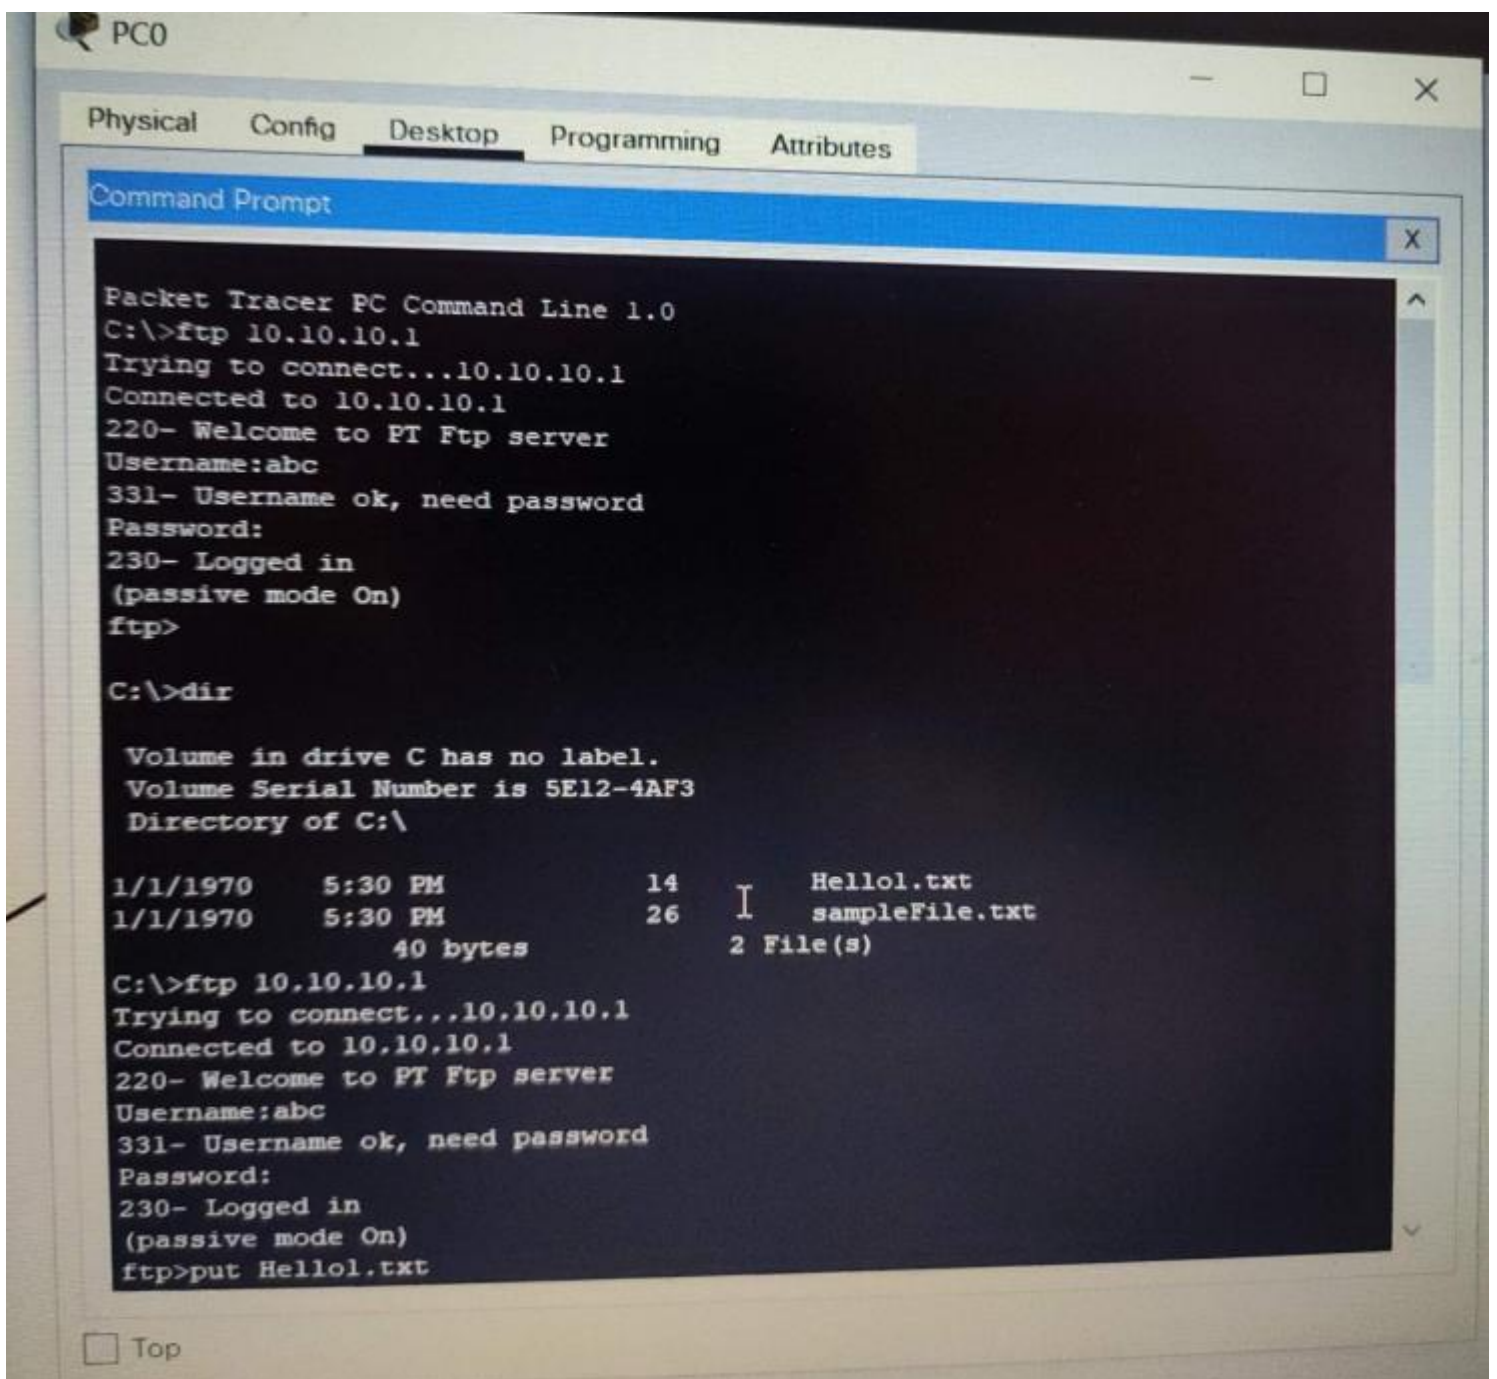 PC0
Physical Config Desktop Programming Attributes
Command Prompt
X
Packet Tracer PC Command Line 1.0
C:\>ftp 10.10.10.1
Trying to connect...10.10.10.1
Connected to 10.10.10.1
220- Welcome to PT Ftp server
Username:abc
331- Username ok, need password
Password:
230- Logged in
(passive mode On)
ftp>
C:\>dir
Volume in drive C has no label.
Volume Serial Number is 5E12-4AF3
Directory of C:\
1/1/1970 5:30 PM 14 Hello1.txt
1/1/1970 5:30 PM 26 sampleFile.txt
40 bytes 2 File(s)
C:\>ftp 10.10.10.1
Trying to connect...10.10.10.1
Connected to 10.10.10.1
220- Welcome to PT Ftp server
Username:abc
331- Username ok, need password
Password:
230- Logged in
(passive mode On)
ftp>put Hello1.txt
Top